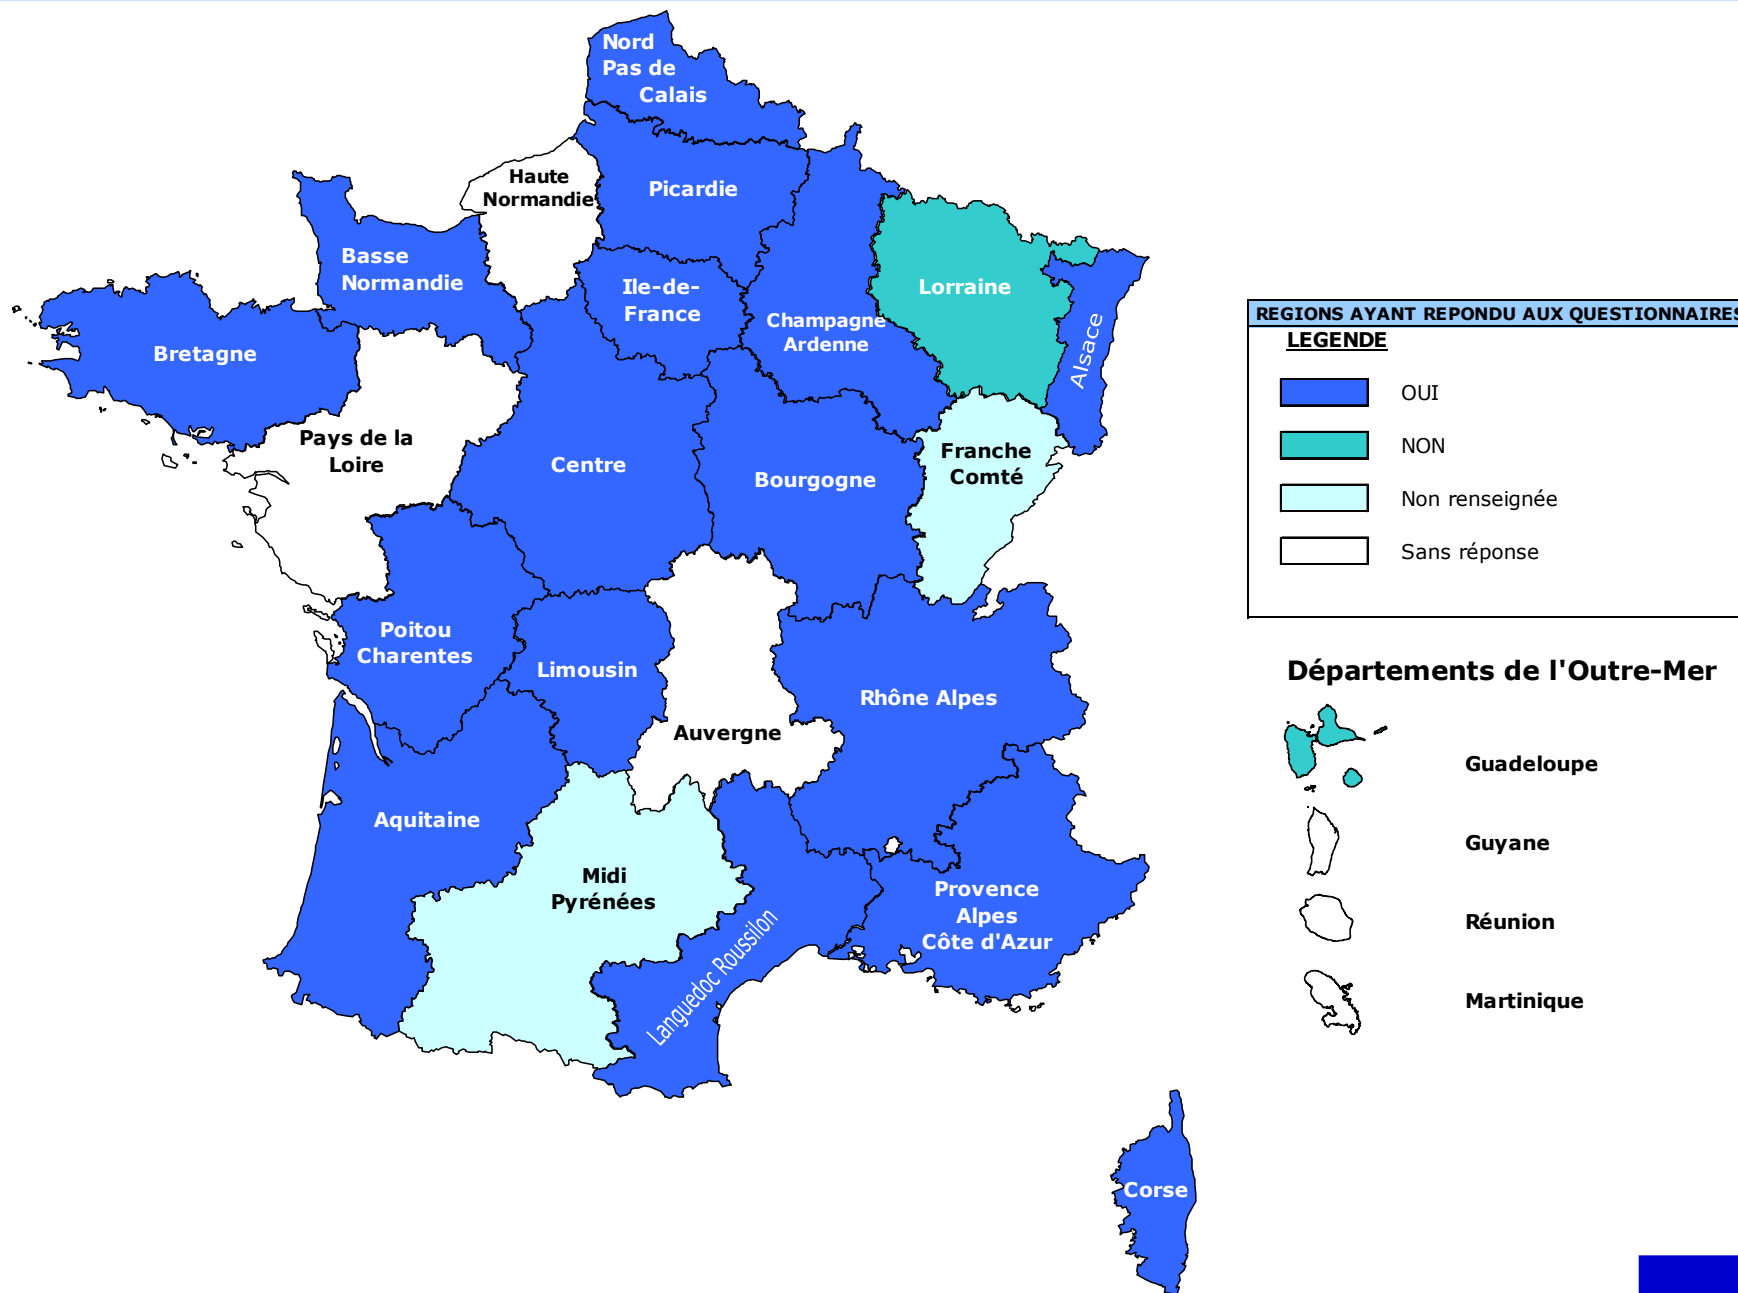 Nord
Pas de
Calais
Haute
Normandie
Picardie
Basse
Normandie
Ile-de-
France
Champagne
Ardenne
Lorraine
Alsace
Bretagne
Pays de la
Loire
Centre
Bourgogne
Franche
Comté
Poitou
Charentes
Limousin
Auvergne
Rhône Alpes
Aquitaine
Midi
Pyrénées
Languedoc Roussilon
Provence
Alpes
Côte d'Azur
Corse
REGIONS AYANT REPONDU AUX QUESTIONNAIRES
LEGENDE
OUI
NON
Non renseignée
Sans réponse
Départements de l'Outre-Mer
Guadeloupe
Guyane
Réunion
Martinique